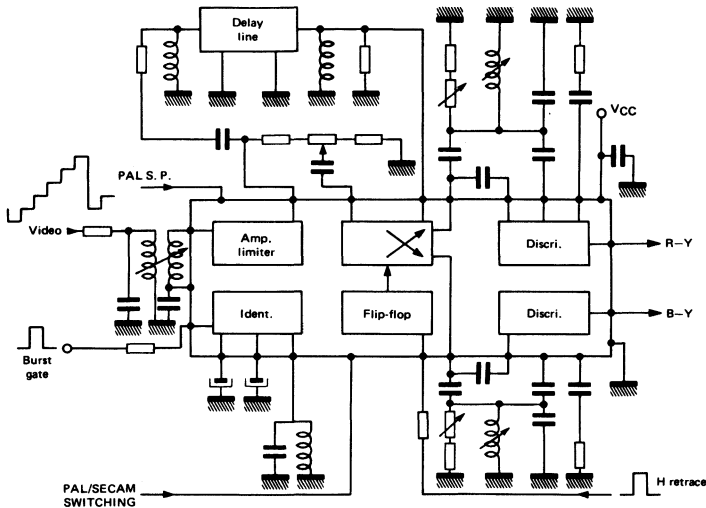 Delay
line
VCC
PAL S. P.
Video
Amp.
limiter
Discri.
R–Y
Ident.
Flip-flop
Discri.
B–Y
Burst
gate
PAL/SECAM
SWITCHING
H retrace